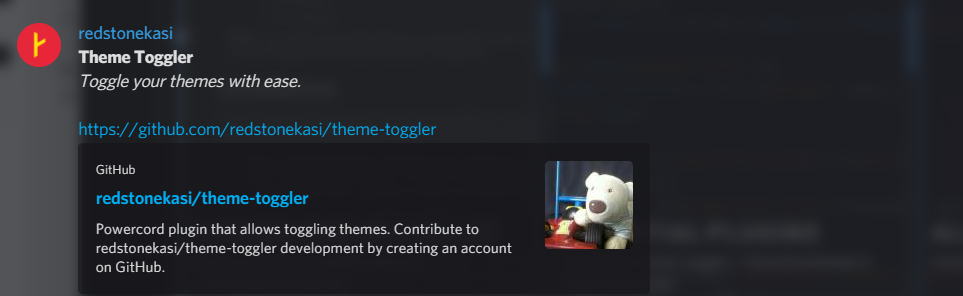 redstonekasi
Theme Toggler
Toggle your themes with ease.
https://github.com/redstonekasi/theme-toggler
GitHub
redstonekasi/theme-toggler
Powercord plugin that allows toggling themes. Contribute to
redstonekasi/theme-toggler development by creating an account
on GitHub.